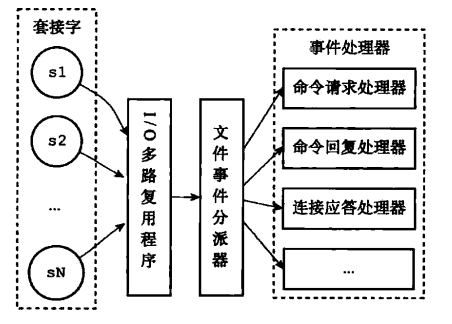 套接字
s1
s2
...
sN
I/O多路复用程序
文件事件分派器
事件处理器
命令请求处理器
命令回复处理器
连接应答处理器
...